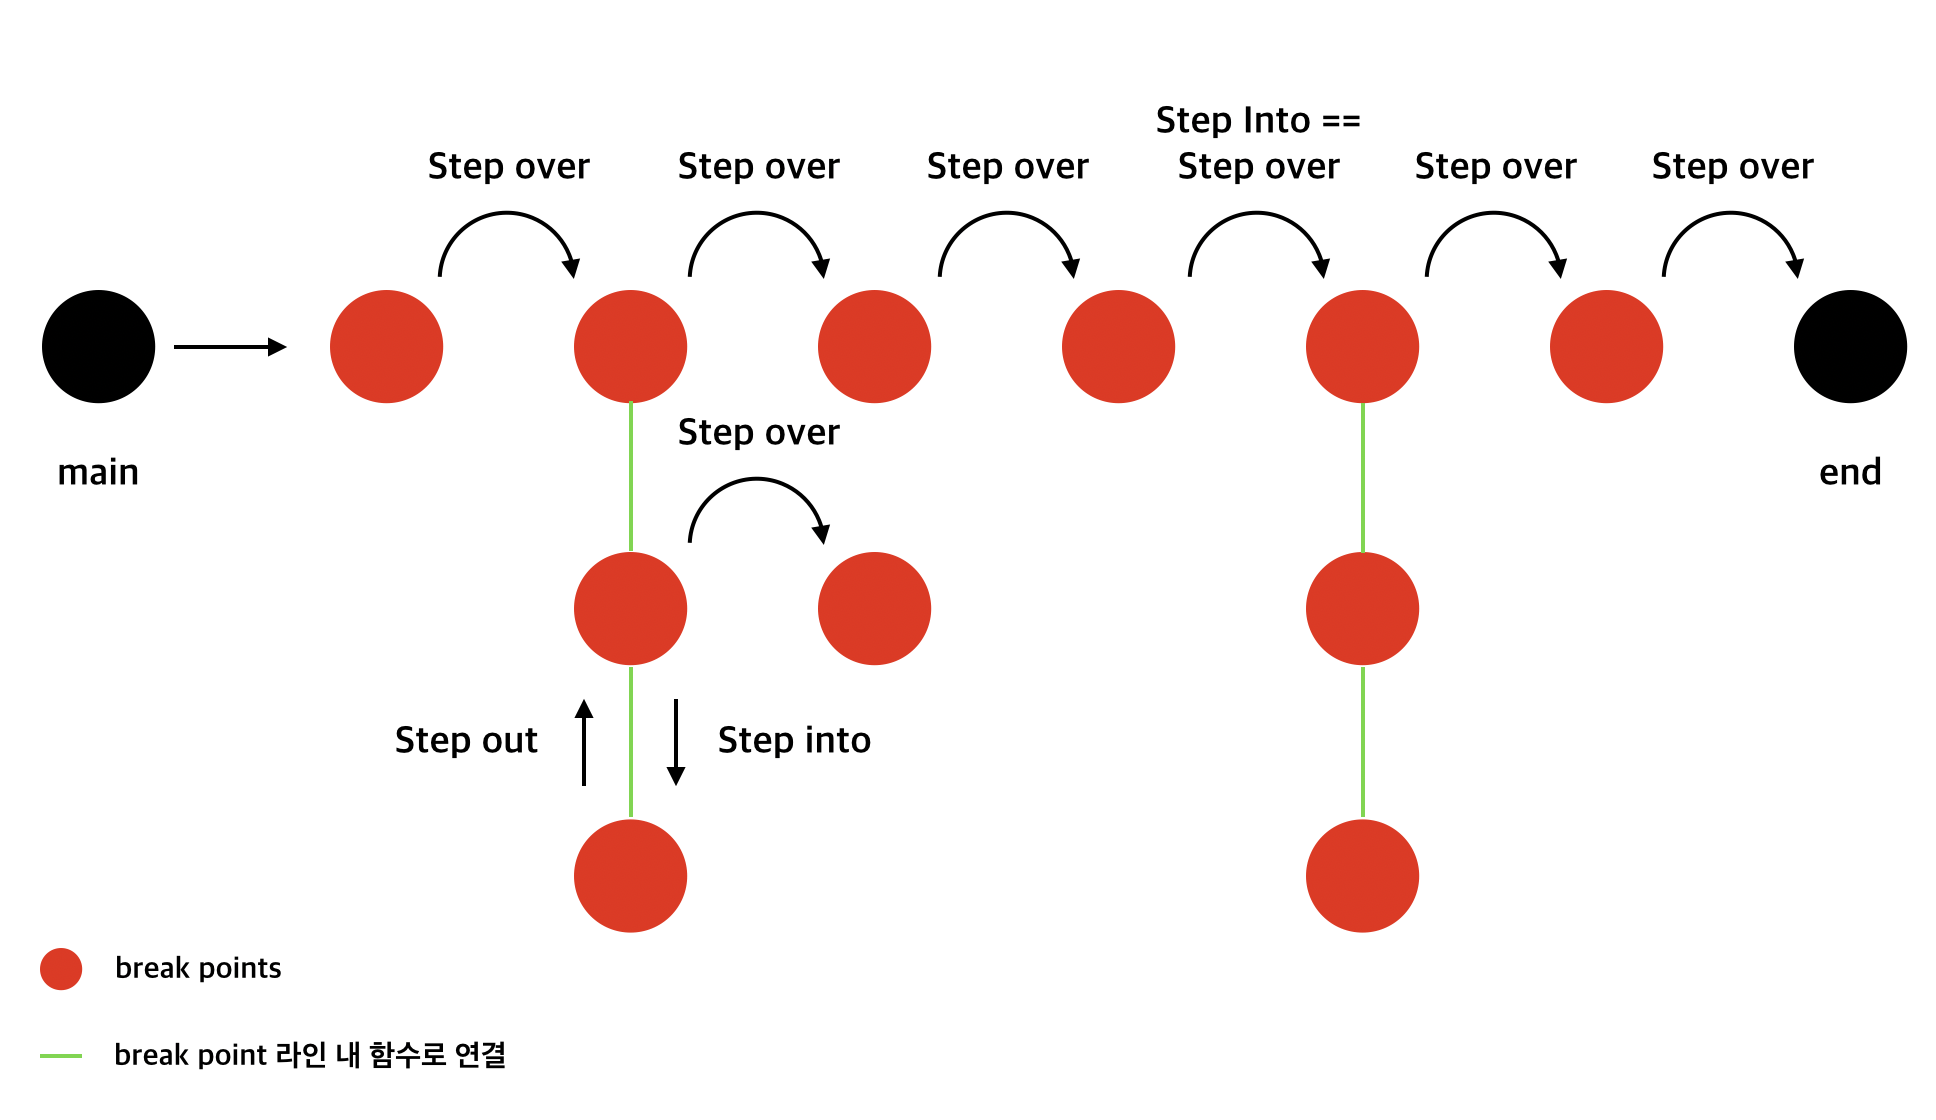 Step Into ==
Step over
Step over
Step over
Step over
Step over
Step over
main
Step over
end
Step out
Step into
break points
break point 라인 내 함수로 연결